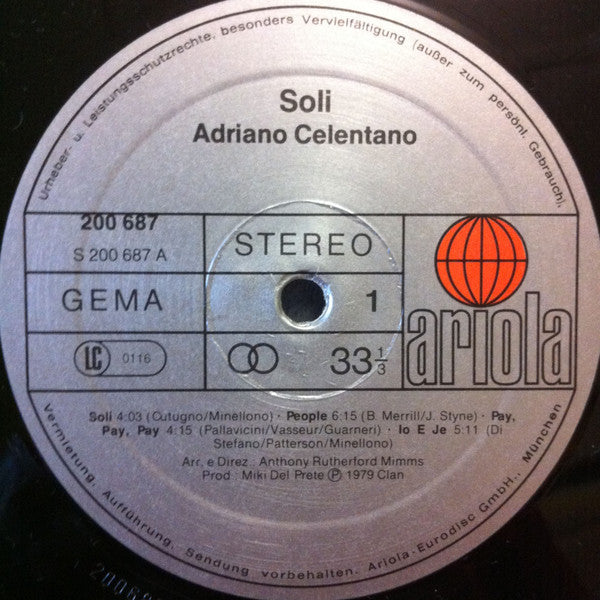 Urheber- u. Leistungsschutzrechte, besonders Vervielfältigung (außer zum persönl. Gebrauch),
Soli
Adriano Celentano
200 687
S 200 687 A
STEREO
GEMA
1
LC 0116
33 1/3
ariola
Soli 4:03 (Cutugno/Minellono) · People 6:15 (B. Merrill/J. Styne) · Pay,
Pay, Pay 4:15 (Pallavicini/Vasseur/Guarneri) · Io E Je 5:11 (Di
Stefano/Patterson/Minellono)
Arr. e Direz.: Anthony Rutherford Mimms
Prod.: Miki Del Prete Ⓟ 1979 Clan
Vermietung, Aufführung, Sendung vorbehalten. Ariola-Eurodisc GmbH., München